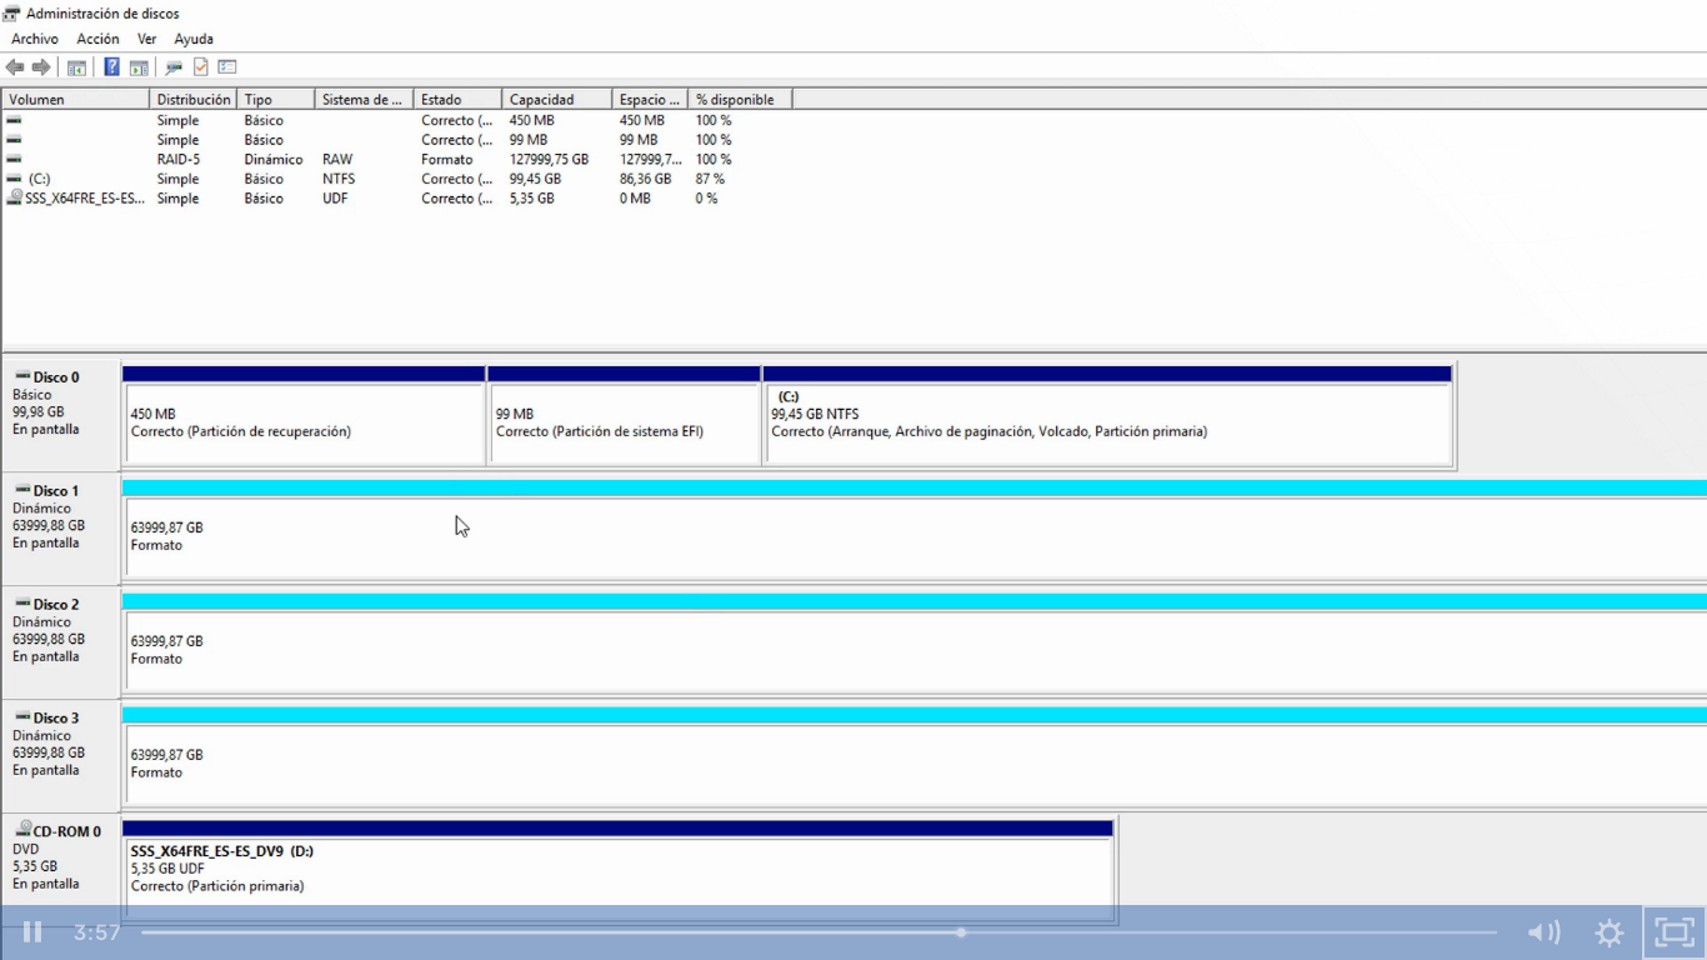 Administración de discos
Archivo Acción Ver Ayuda
Volumen Distribución Tipo Sistema de ... Estado Capacidad Espacio ... % disponible
Simple Básico Correcto (... 450 MB 450 MB 100 %
Simple Básico Correcto (... 99 MB 99 MB 100 %
RAID-5 Dinámico RAW Formato 127999,75 GB 127999,7... 100 %
(C:) Simple Básico NTFS Correcto (... 99,45 GB 86,36 GB 87 %
SSS_X64FRE_ES-ES... Simple Básico UDF Correcto (... 5,35 GB 0 MB 0 %
Disco 0
Básico
99,98 GB
En pantalla
450 MB
Correcto (Partición de recuperación)
99 MB
Correcto (Partición de sistema EFI)
(C:)
99,45 GB NTFS
Correcto (Arranque, Archivo de paginación, Volcado, Partición primaria)
Disco 1
Dinámico
63999,88 GB
En pantalla
63999,87 GB
Formato
Disco 2
Dinámico
63999,88 GB
En pantalla
63999,87 GB
Formato
Disco 3
Dinámico
63999,88 GB
En pantalla
63999,87 GB
Formato
CD-ROM 0
DVD
5,35 GB
En pantalla
SSS_X64FRE_ES-ES_DV9 (D:)
5,35 GB UDF
Correcto (Partición primaria)
3:57